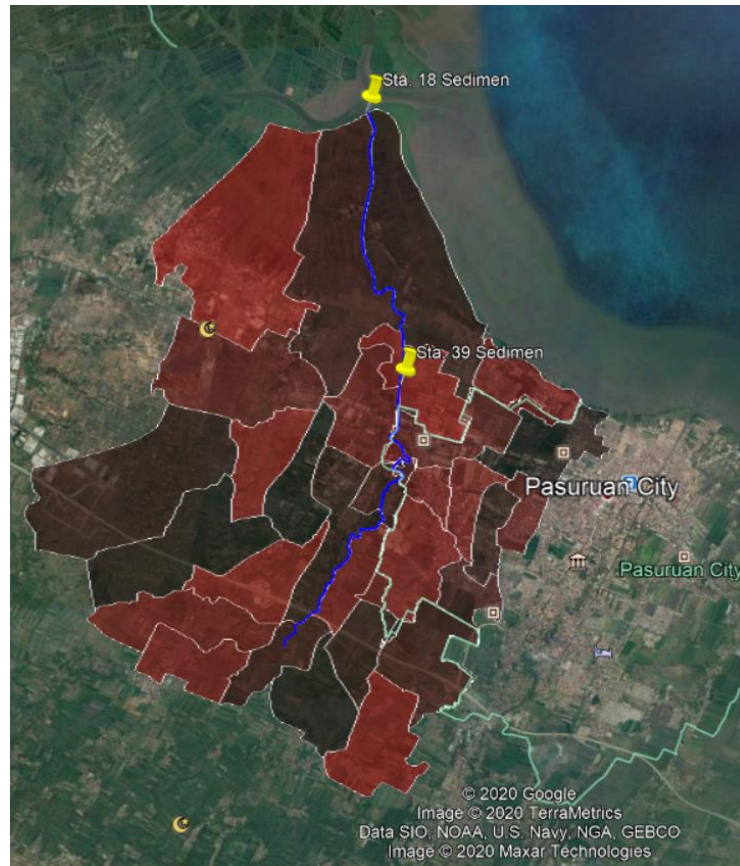 Sta. 18 Sedimen
Sta. 39 Sedimen
Pasuruan City
Pasuruan City
© 2020 Google
Image © 2020 TerraMetrics
Data SIO, NOAA, U.S. Navy, NGA, GEBCO
Image © 2020 Maxar Technologies